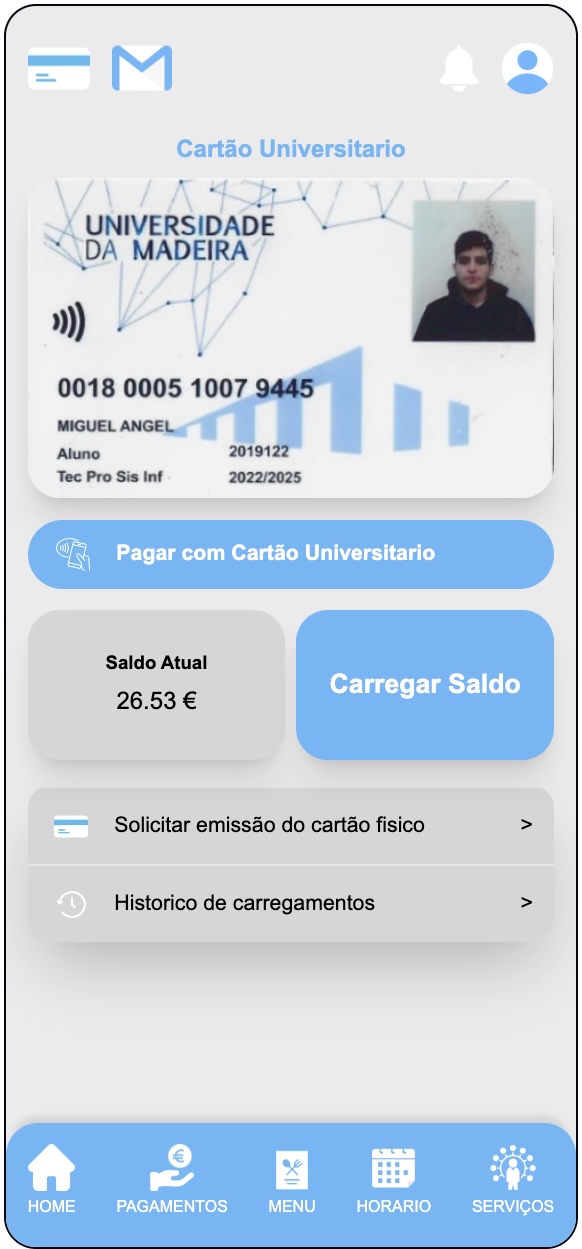 Cartão Universitario
UNIVERSIDADE
DA MADEIRA
0018 0005 1007 9445
MIGUEL ANGEL
Aluno 2019122
Tec Pro Sis Inf 2022/2025
Pagar com Cartão Universitario
Saldo Atual
26.53 €
Carregar Saldo
Solicitar emissão do cartão fisico >
Historico de carregamentos >
HOME PAGAMENTOS MENU HORARIO SERVIÇOS